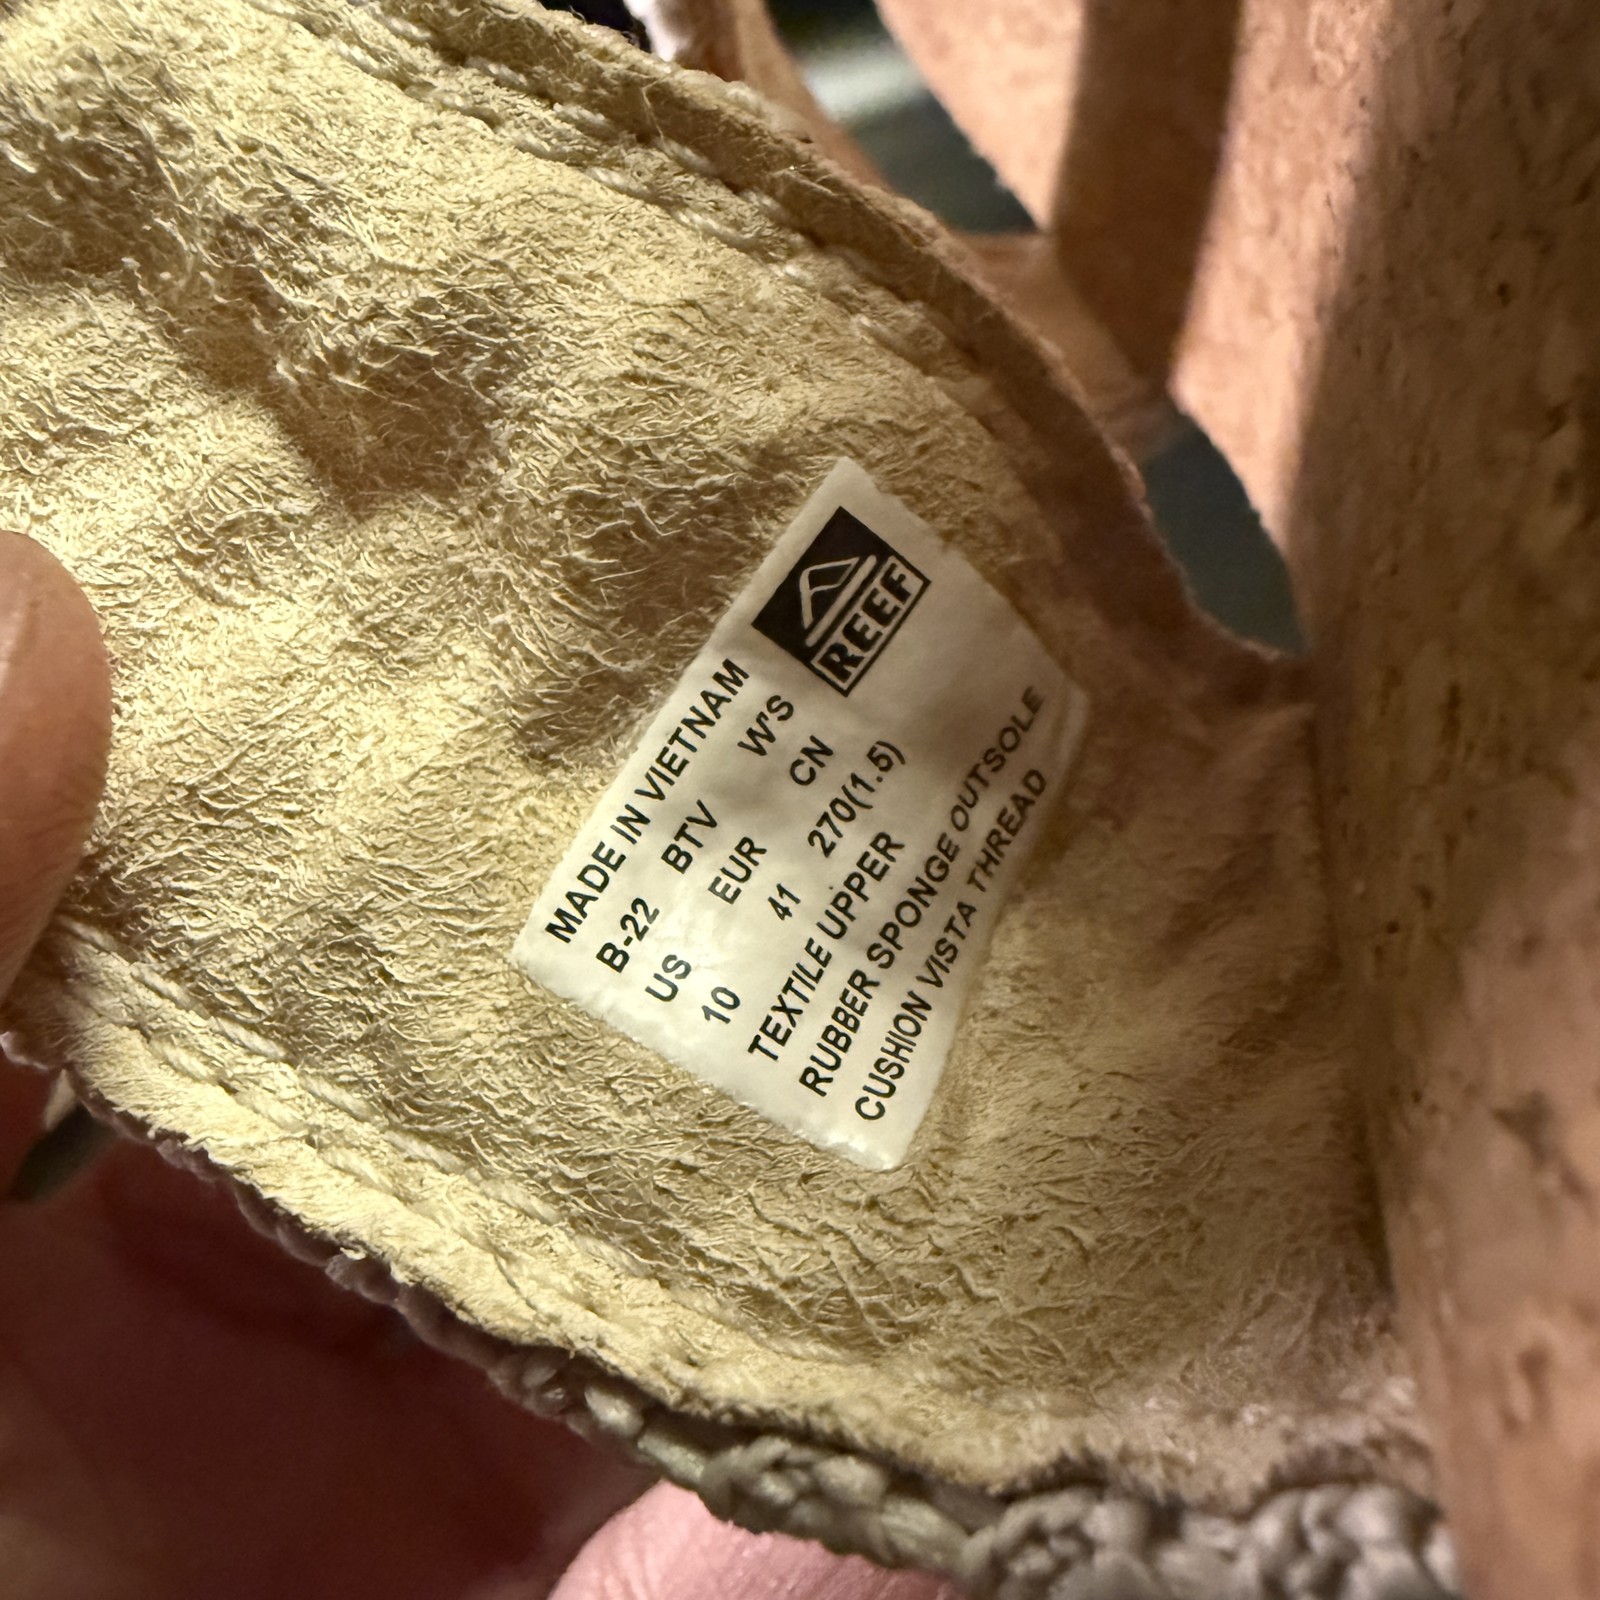 REEF
MADE IN VIETNAM
B-22 BTV W'S
US EUR CN
10 41 270(1.5)
TEXTILE UPPER
RUBBER SPONGE OUTSOLE
CUSHION VISTA THREAD